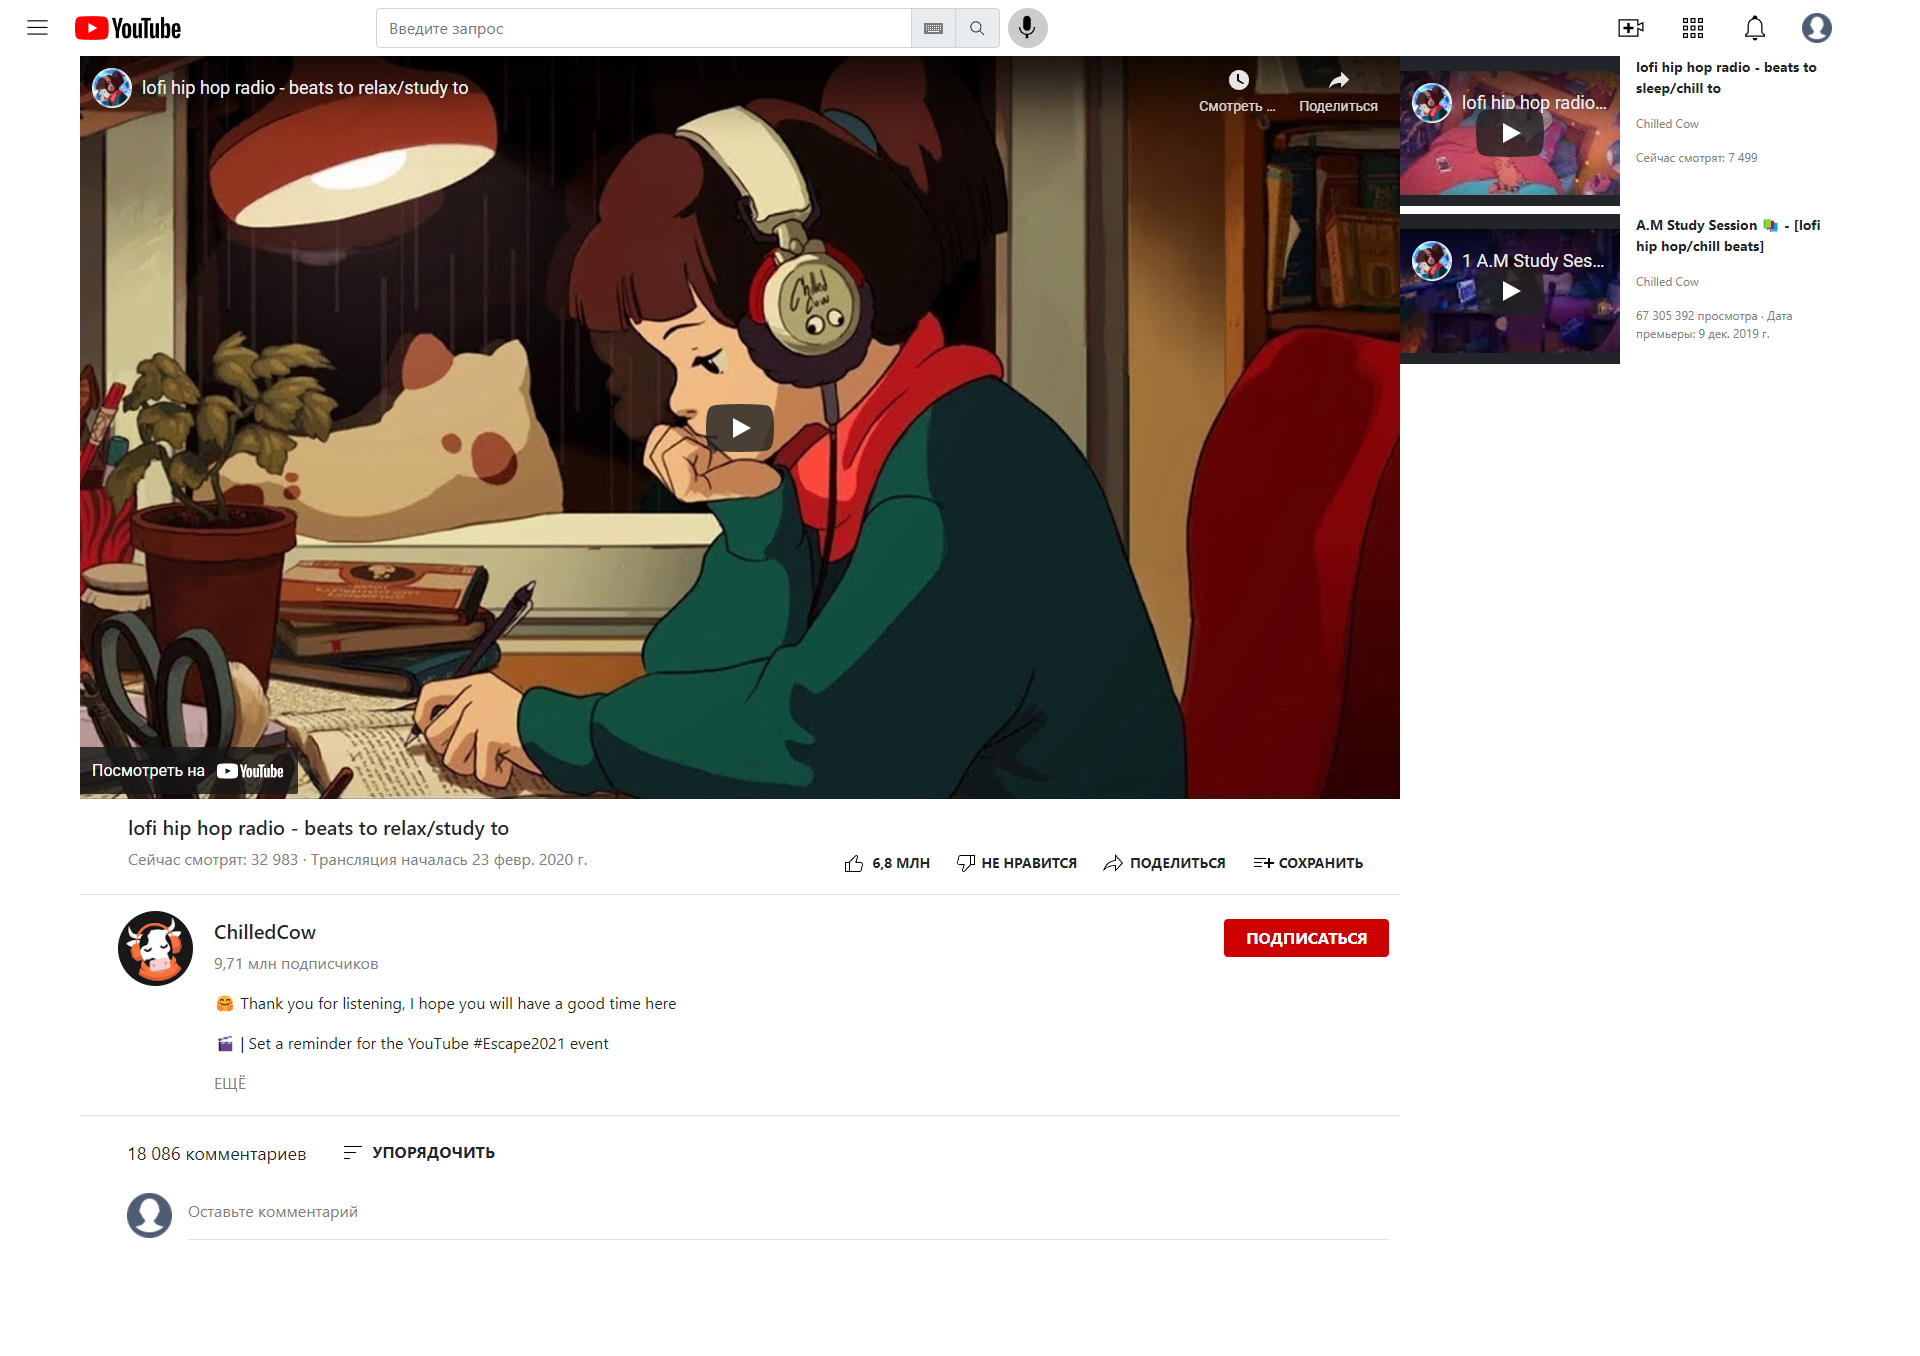 YouTube
Введите запрос
lofi hip hop radio - beats to relax/study to
Смотреть ...
Поделиться
Chilled
Cow
Посмотреть на YouTube
lofi hip hop radio...
lofi hip hop radio - beats to
sleep/chill to
Chilled Cow
Сейчас смотрят: 7 499
1 A.M Study Ses...
A.M Study Session 📚 - [lofi
hip hop/chill beats]
Chilled Cow
67 305 392 просмотра · Дата
премьеры: 9 дек. 2019 г.
lofi hip hop radio - beats to relax/study to
Сейчас смотрят: 32 983 · Трансляция началась 23 февр. 2020 г.
6,8 МЛН
НЕ НРАВИТСЯ
ПОДЕЛИТЬСЯ
СОХРАНИТЬ
ChilledCow
9,71 млн подписчиков
ПОДПИСАТЬСЯ
🤗 Thank you for listening, I hope you will have a good time here
🎬 | Set a reminder for the YouTube #Escape2021 event
ЕЩЁ
18 086 комментариев
УПОРЯДОЧИТЬ
Оставьте комментарий